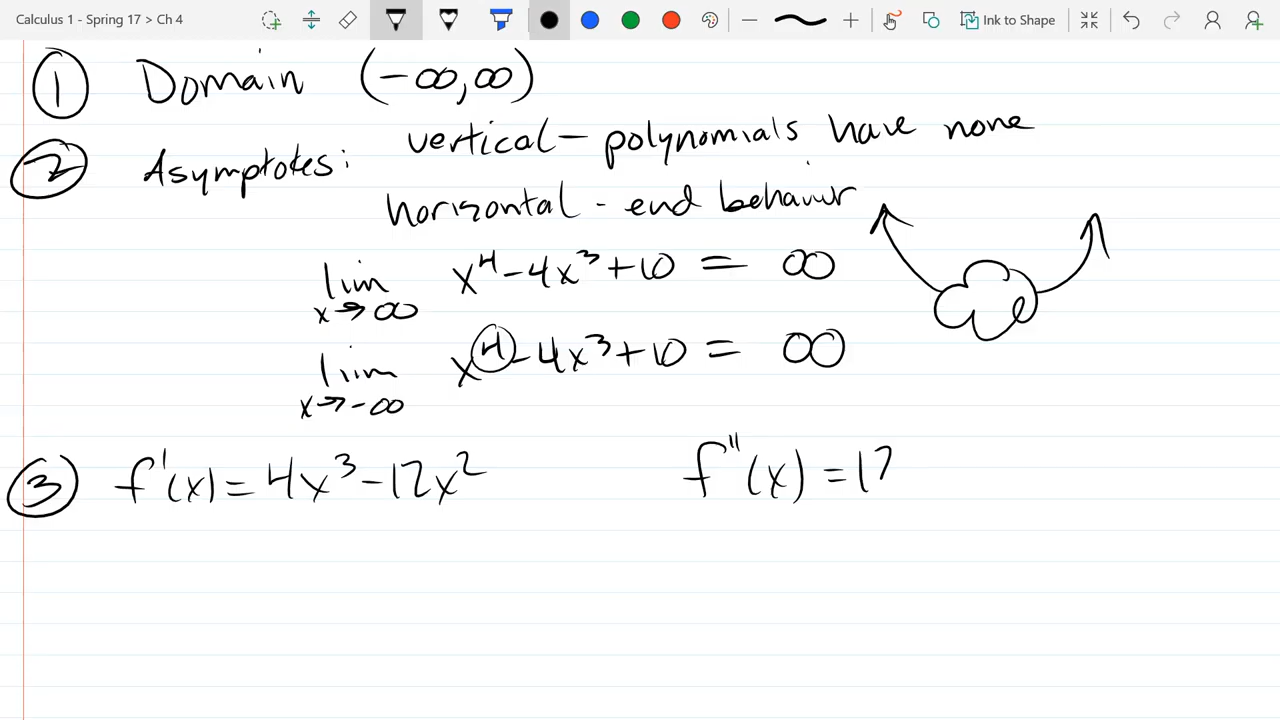 Calculus 1 - Spring 17 > Ch 4
Ink to Shape
① Domain (-∞,∞)
② Asymptotes: vertical – polynomials have none
horizontal - end behavior
lim x→∞ x⁴-4x³+10 = ∞
lim x→-∞ x⁴-4x³+10 = ∞
③ f'(x)=4x³-12x² f''(x)=12